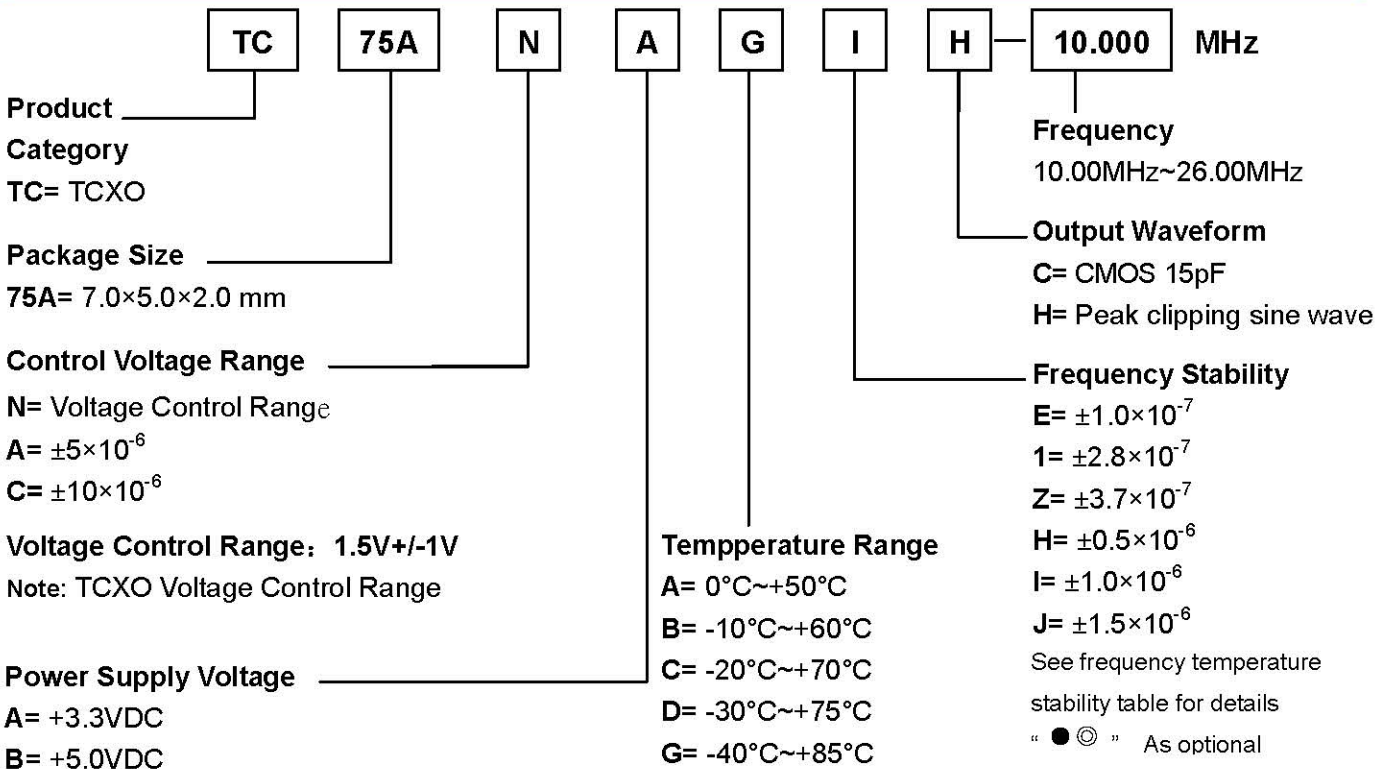 TC 75A N A G I H — 10.000 MHz
Product
Category
TC= TCXO
Package Size
75A= 7.0×5.0×2.0 mm
Control Voltage Range
N= Voltage Control Range
A= ±5×10⁻⁶
C= ±10×10⁻⁶
Voltage Control Range：1.5V+/-1V
Note: TCXO Voltage Control Range
Power Supply Voltage
A= +3.3VDC
B= +5.0VDC
Tempperature Range
A= 0°C~+50°C
B= -10°C~+60°C
C= -20°C~+70°C
D= -30°C~+75°C
G= -40°C~+85°C
Frequency
10.00MHz~26.00MHz
Output Waveform
C= CMOS 15pF
H= Peak clipping sine wave
Frequency Stability
E= ±1.0×10⁻⁷
1= ±2.8×10⁻⁷
Z= ±3.7×10⁻⁷
H= ±0.5×10⁻⁶
I= ±1.0×10⁻⁶
J= ±1.5×10⁻⁶
See frequency temperature
stability table for details
“ ●◎ ” As optional